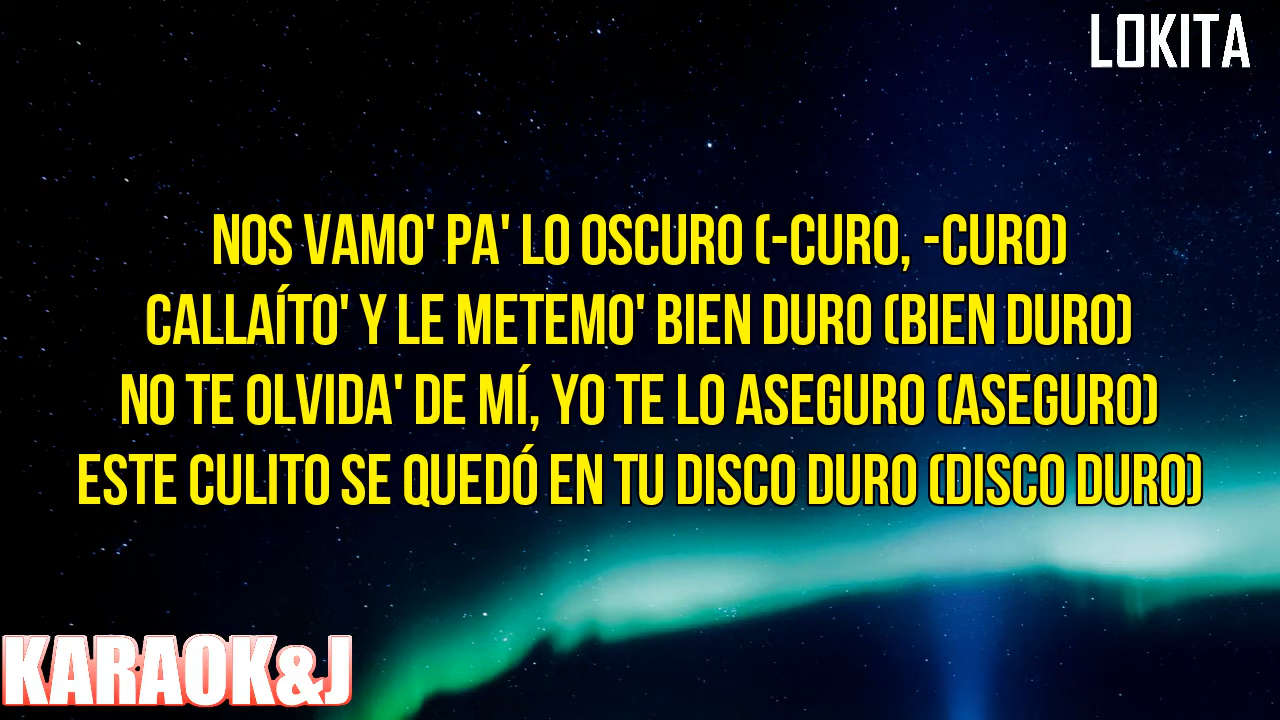 LOKITA
NOS VAMO' PA' LO OSCURO (-CURO, -CURO)
CALLAÍTO' Y LE METEMO' BIEN DURO (BIEN DURO)
NO TE OLVIDA' DE MÍ, YO TE LO ASEGURO (ASEGURO)
ESTE CULITO SE QUEDÓ EN TU DISCO DURO (DISCO DURO)
KARAOK&J